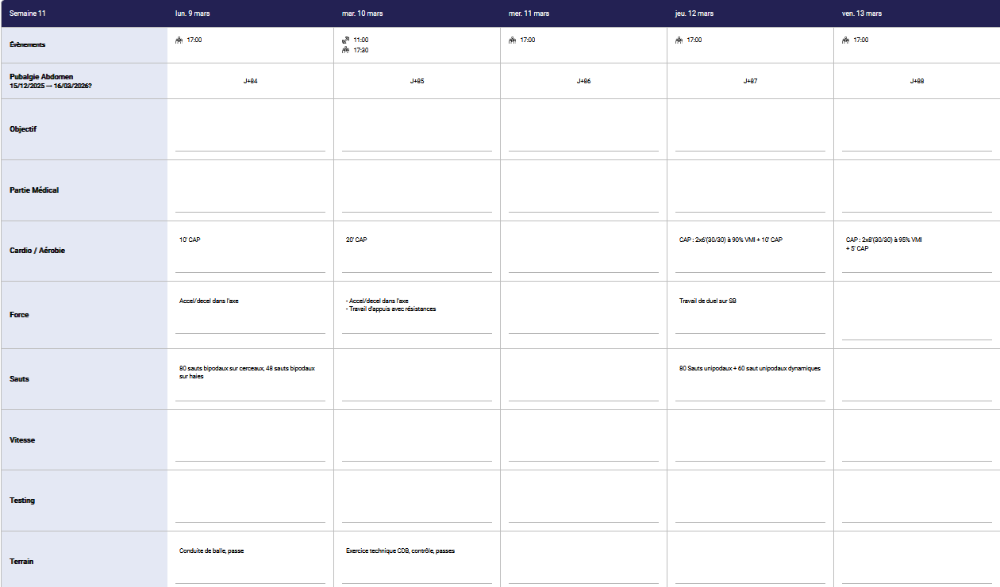 Semaine 11 lun. 9 mars mar. 10 mars mer. 11 mars jeu. 12 mars ven. 13 mars
Évènements 17:00 11:00 17:00 17:00 17:00
17:30
Pubalgie Abdomen
15/12/2025 → 16/03/2026? J+84 J+85 J+86 J+87 J+88
Objectif
Partie Médical
Cardio / Aérobie 10' CAP 20' CAP CAP : 2x6'(30/30) à 90% VMI + 10' CAP CAP : 2x8'(30/30) à 95% VMI
+ 5' CAP
Force Accel/decel dans l'axe - Accel/decel dans l'axe Travail de duel sur SB
- Travail d'appuis avec résistances
Sauts 80 sauts bipodaux sur cerceaux, 48 sauts bipodaux 80 Sauts unipodaux + 60 saut unipodaux dynamiques
sur haies
Vitesse
Testing
Terrain Conduite de balle, passe Exercice technique CDB, contrôle, passes